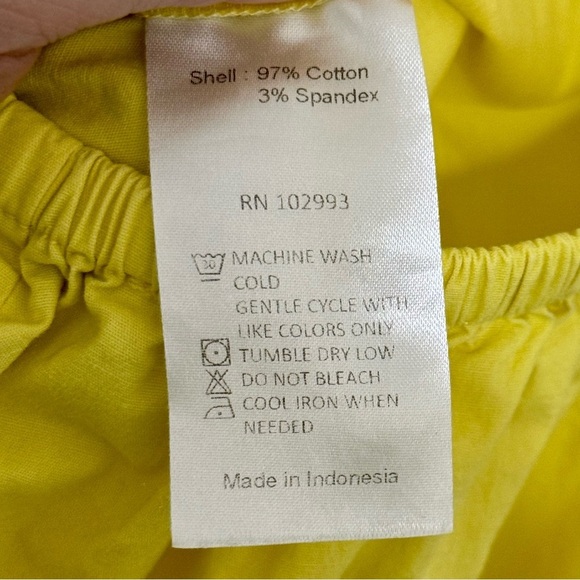 Shell : 97% Cotton
3% Spandex
RN 102993
30 MACHINE WASH
COLD
GENTLE CYCLE WITH
LIKE COLORS ONLY
TUMBLE DRY LOW
DO NOT BLEACH
COOL IRON WHEN
NEEDED
Made in Indonesia